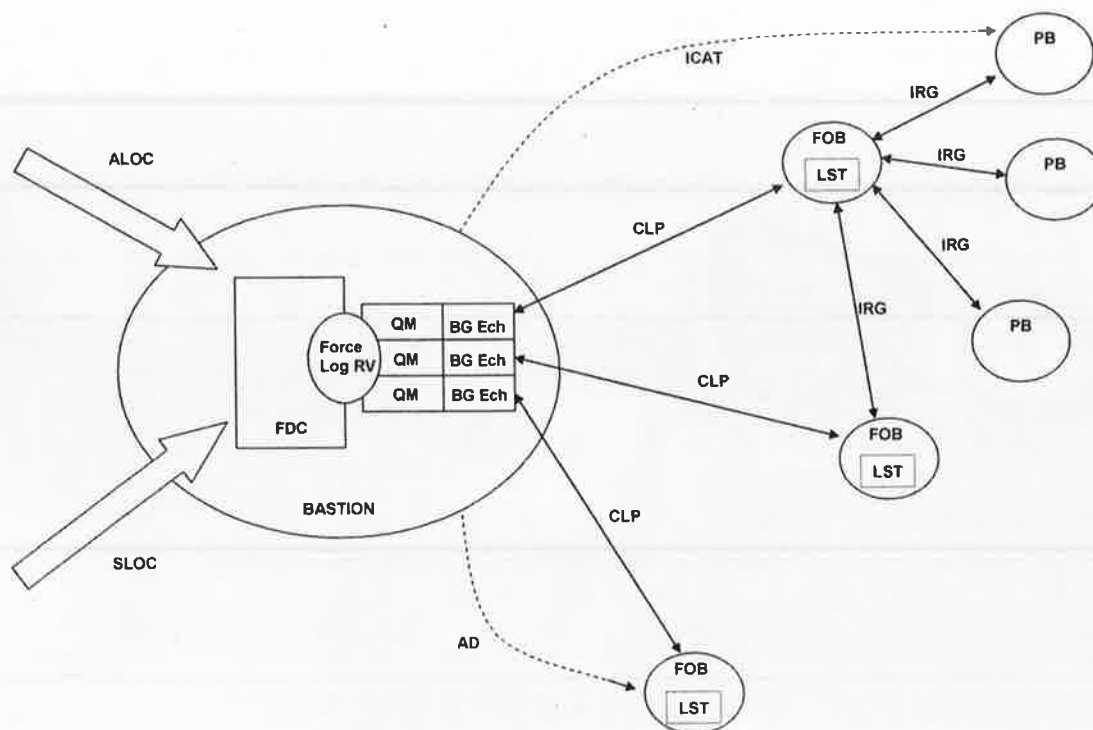 PB
ICAT
IRG
FOB
LST
IRG
PB
ALOC
CLP
IRG
IRG
PB
QM BG Ech
Force
Log RV
QM BG Ech
QM BG Ech
CLP
FDC
FOB
LST
BASTION
CLP
SLOC
AD
FOB
LST